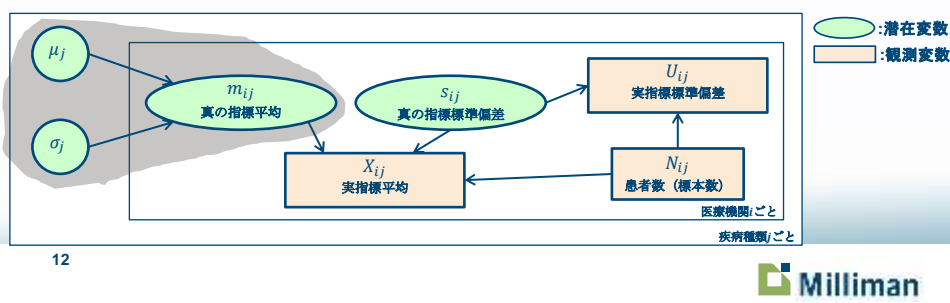 μj
:潜在変数
:観測変数
mij
真の指標平均
sij
真の指標標準偏差
Uij
実指標標準偏差
σj
Xij
実指標平均
Nij
患者数（標本数）
医療機関iごと
疾病種類jごと
12
Milliman